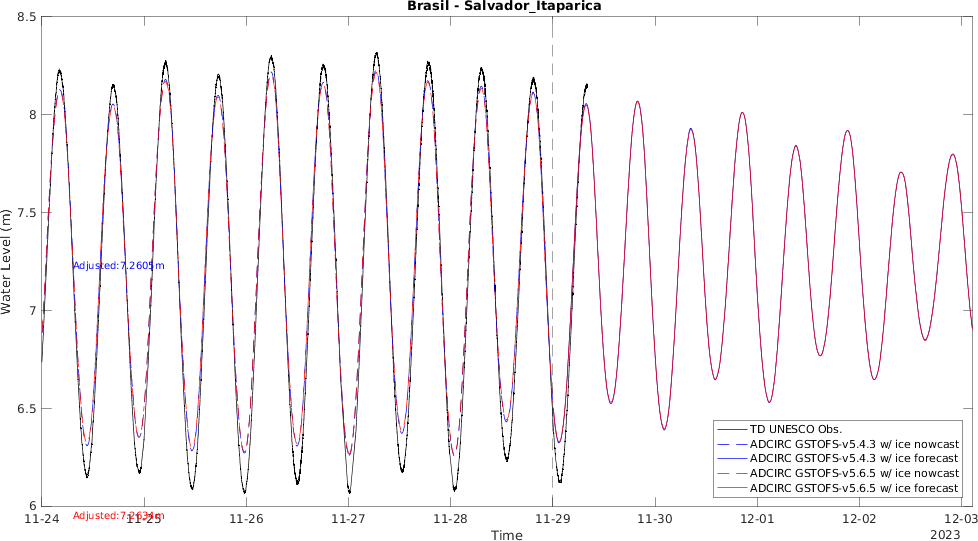 Brasil - Salvador_Itaparica
8.5
8
7.5
7
6.5
6
Water Level (m)
Adjusted:7.2605m
Adjusted:7.2634m
11-24
11-25
11-26
11-27
11-28
11-29
11-30
12-01
12-02
12-03
2023
Time
TD UNESCO Obs.
ADCIRC GSTOFS-v5.4.3 w/ ice nowcast
ADCIRC GSTOFS-v5.4.3 w/ ice forecast
ADCIRC GSTOFS-v5.6.5 w/ ice nowcast
ADCIRC GSTOFS-v5.6.5 w/ ice forecast